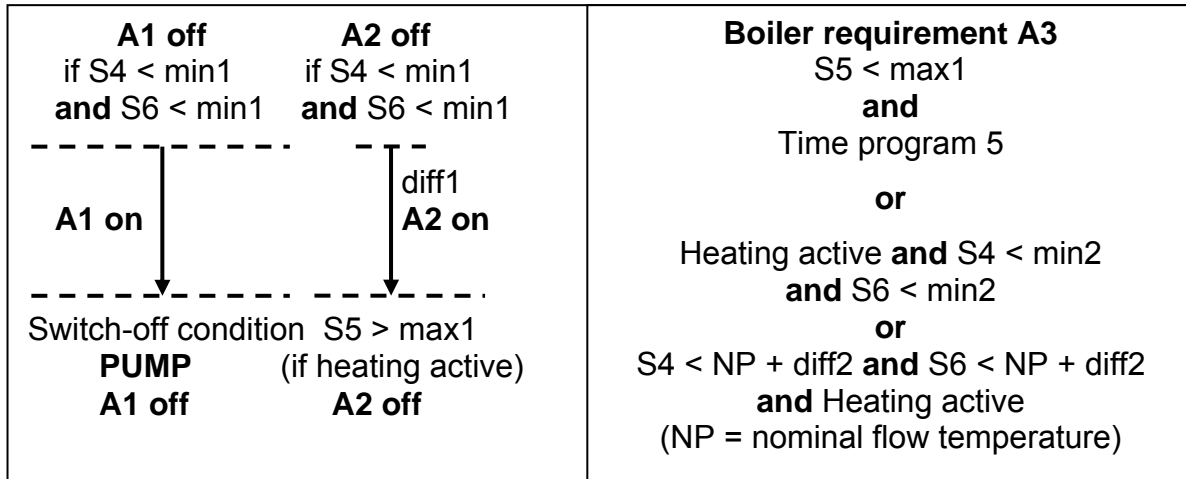 A1 off
if S4 < min1
and S6 < min1
A1 on
Switch-off condition
PUMP
A1 off
A2 off
if S4 < min1
and S6 < min1
diff1
A2 on
S5 > max1
(if heating active)
A2 off
Boiler requirement A3
S5 < max1
and
Time program 5
or
Heating active and S4 < min2
and S6 < min2
or
S4 < NP + diff2 and S6 < NP + diff2
and Heating active
(NP = nominal flow temperature)